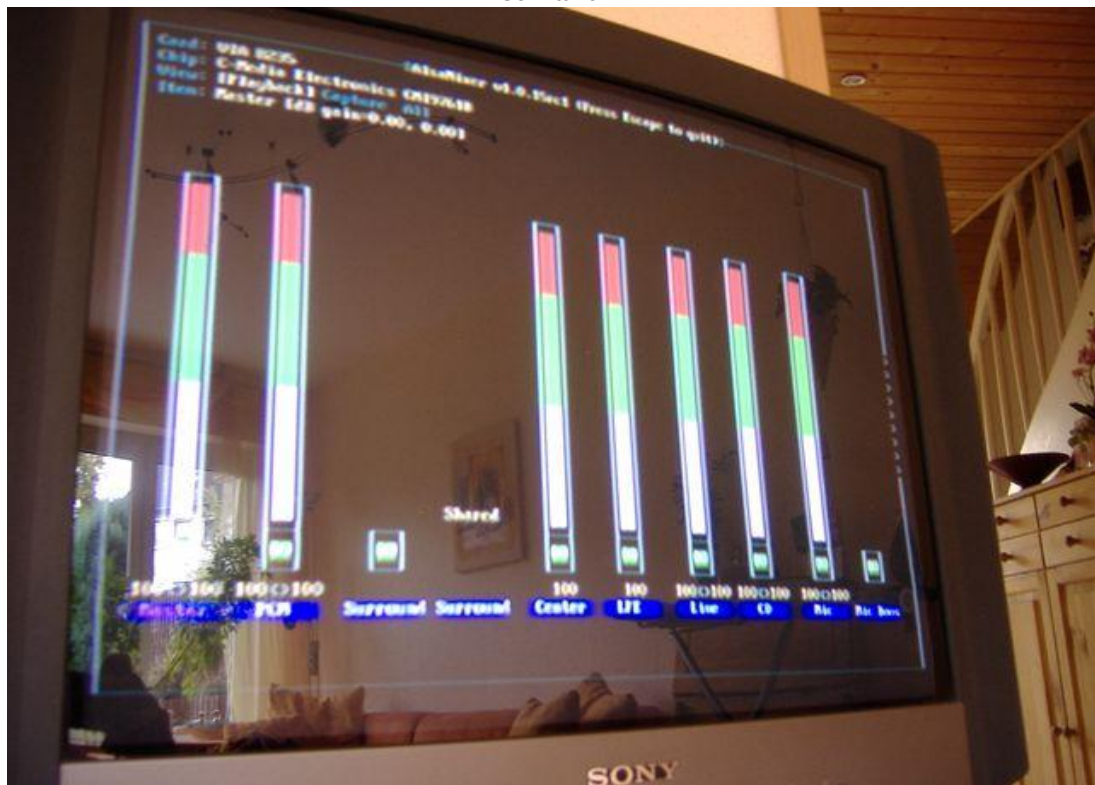 Card: VIA 8235
AlsaMixer v1.0.15rc1 (Press Escape to quit)
Chip: C-Media Electronics CMI9761B
View: [Playback] Capture All
Item: Master [dB gain=0.00, 0.00]
Shared
100<>100 100<>100 100 100 100<>100 100<>100 100<>100
Master PCM Surround Surround Center LFE Line CD Mic Mic Boos
SONY